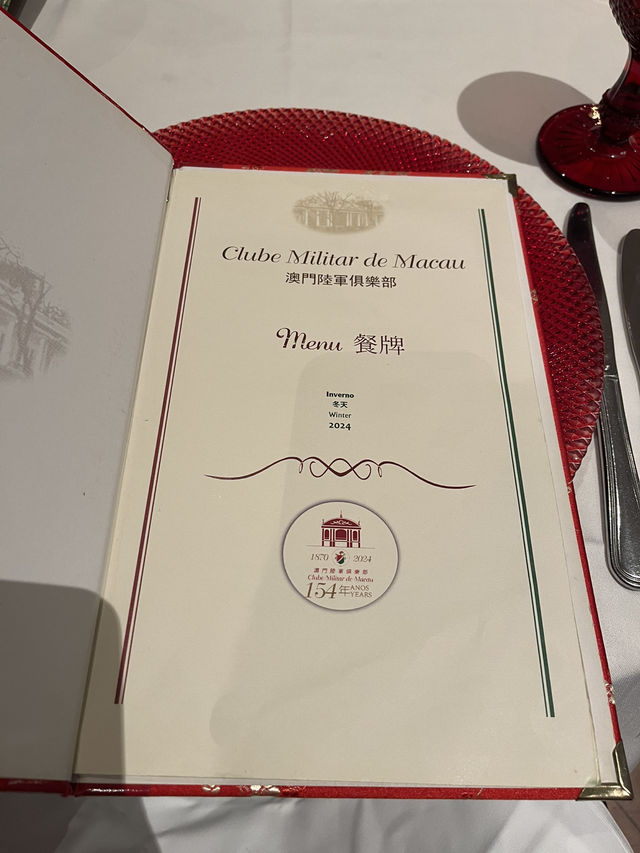 Clube Militar de Macau
澳門陸軍俱樂部
Menu 餐牌
Inverno
冬天
Winter
2024
1870 2024
澳門陸軍俱樂部
Clube Militar de Macau
154年 ANOS
YEARS